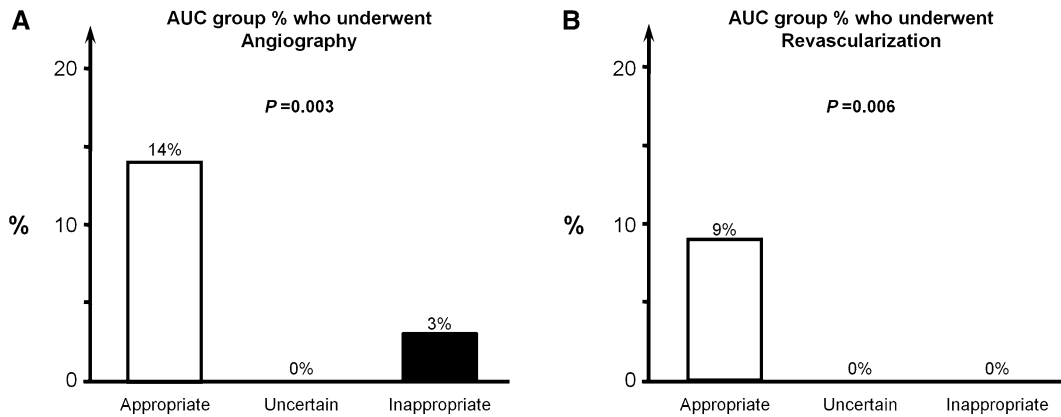 A
AUC group % who underwent
Angiography
20
P =0.003
14%
%
10
3%
0%
0
Appropriate Uncertain Inappropriate
B
AUC group % who underwent
Revascularization
20
P =0.006
%
10
9%
0% 0%
0
Appropriate Uncertain Inappropriate